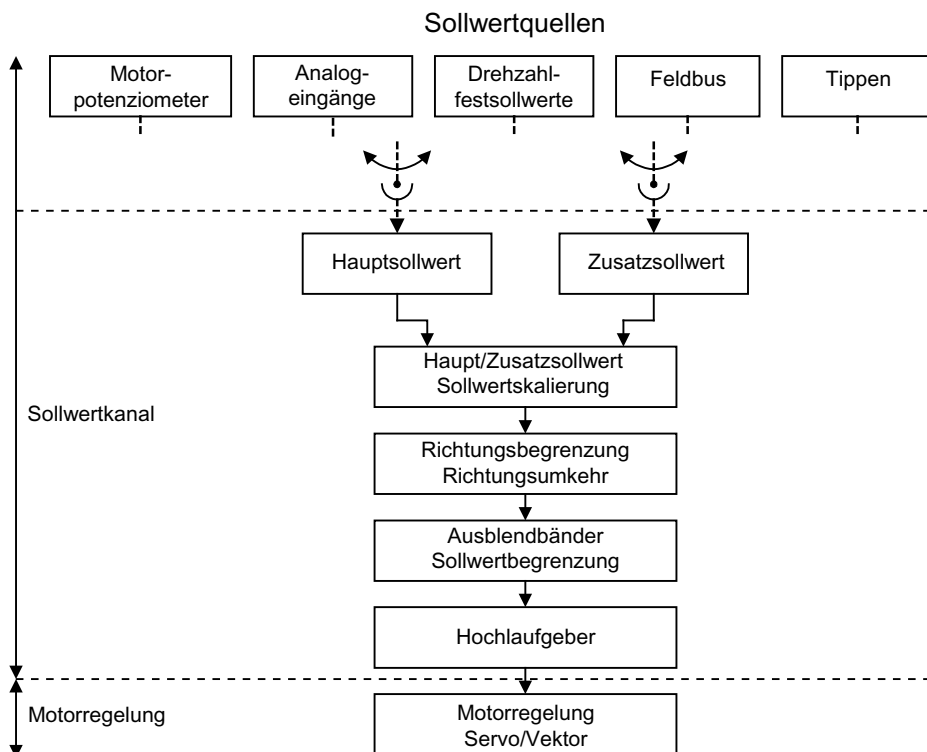 Sollwertquellen
Motor-
potenziometer
Analog-
eingänge
Drehzahl-
festsollwerte
Feldbus
Tippen
Hauptsollwert
Zusatzsollwert
Haupt/Zusatzsollwert
Sollwertskalierung
Sollwertkanal
Richtungsbegrenzung
Richtungsumkehr
Ausblendbänder
Sollwertbegrenzung
Hochlaufgeber
Motorregelung
Motorregelung
Servo/Vektor